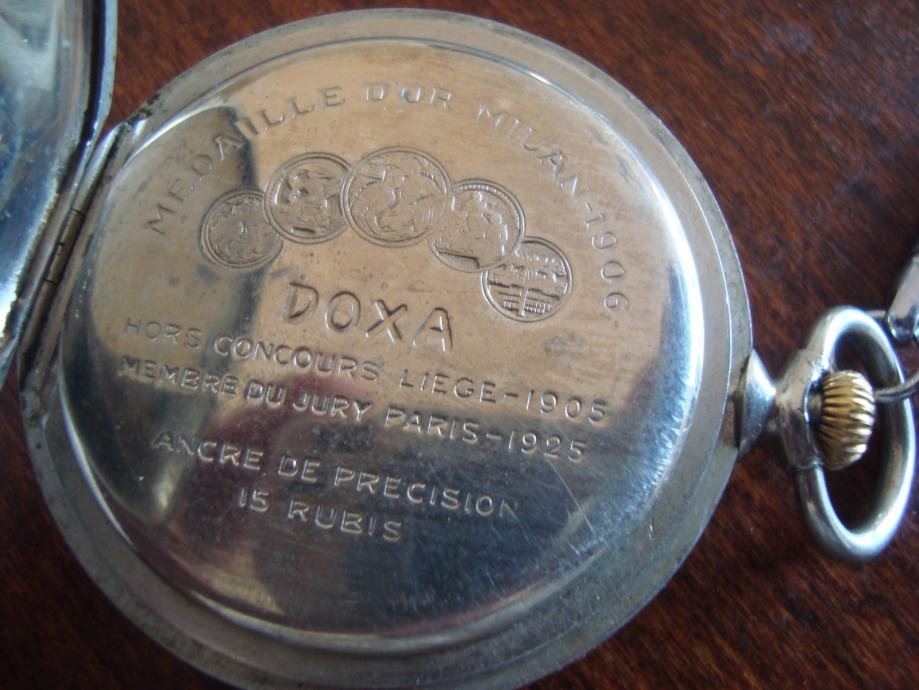 MEDAILLE D'OR MILAN-1906
DOXA
HORS CONCOURS LIEGE-1905
MEMBRE DU JURY PARIS-1925
ANCRE DE PRECISION
15 RUBIS